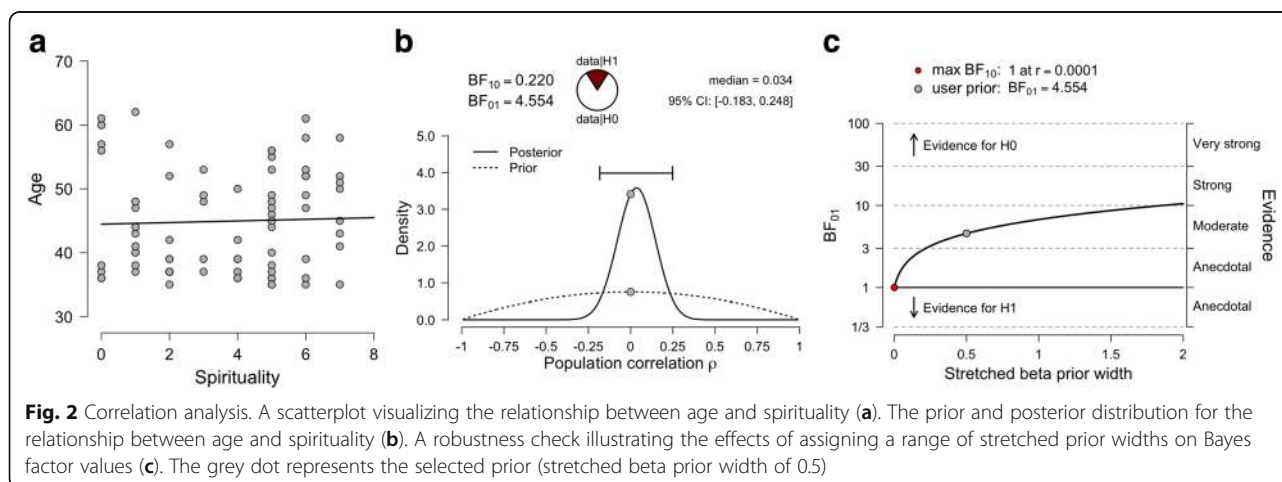 a
70
60
50
40
30
Age
0 2 4 6 8
Spirituality
b
BF10 = 0.220
BF01 = 4.554
data|H1
data|H0
median = 0.034
95% CI: [-0.183, 0.248]
Posterior
Prior
5.0
4.0
3.0
2.0
1.0
0.0
Density
-1 -0.75 -0.5 -0.25 0 0.25 0.5 0.75 1
Population correlation ρ
c
max BF10: 1 at r = 0.0001
user prior: BF01 = 4.554
100
30
10
3
1
1/3
BF01
Evidence for H0
Evidence for H1
Very strong
Strong
Moderate
Anecdotal
Anecdotal
Evidence
0 0.5 1 1.5 2
Stretched beta prior width
Fig. 2 Correlation analysis. A scatterplot visualizing the relationship between age and spirituality (a). The prior and posterior distribution for the
relationship between age and spirituality (b). A robustness check illustrating the effects of assigning a range of stretched prior widths on Bayes
factor values (c). The grey dot represents the selected prior (stretched beta prior width of 0.5)